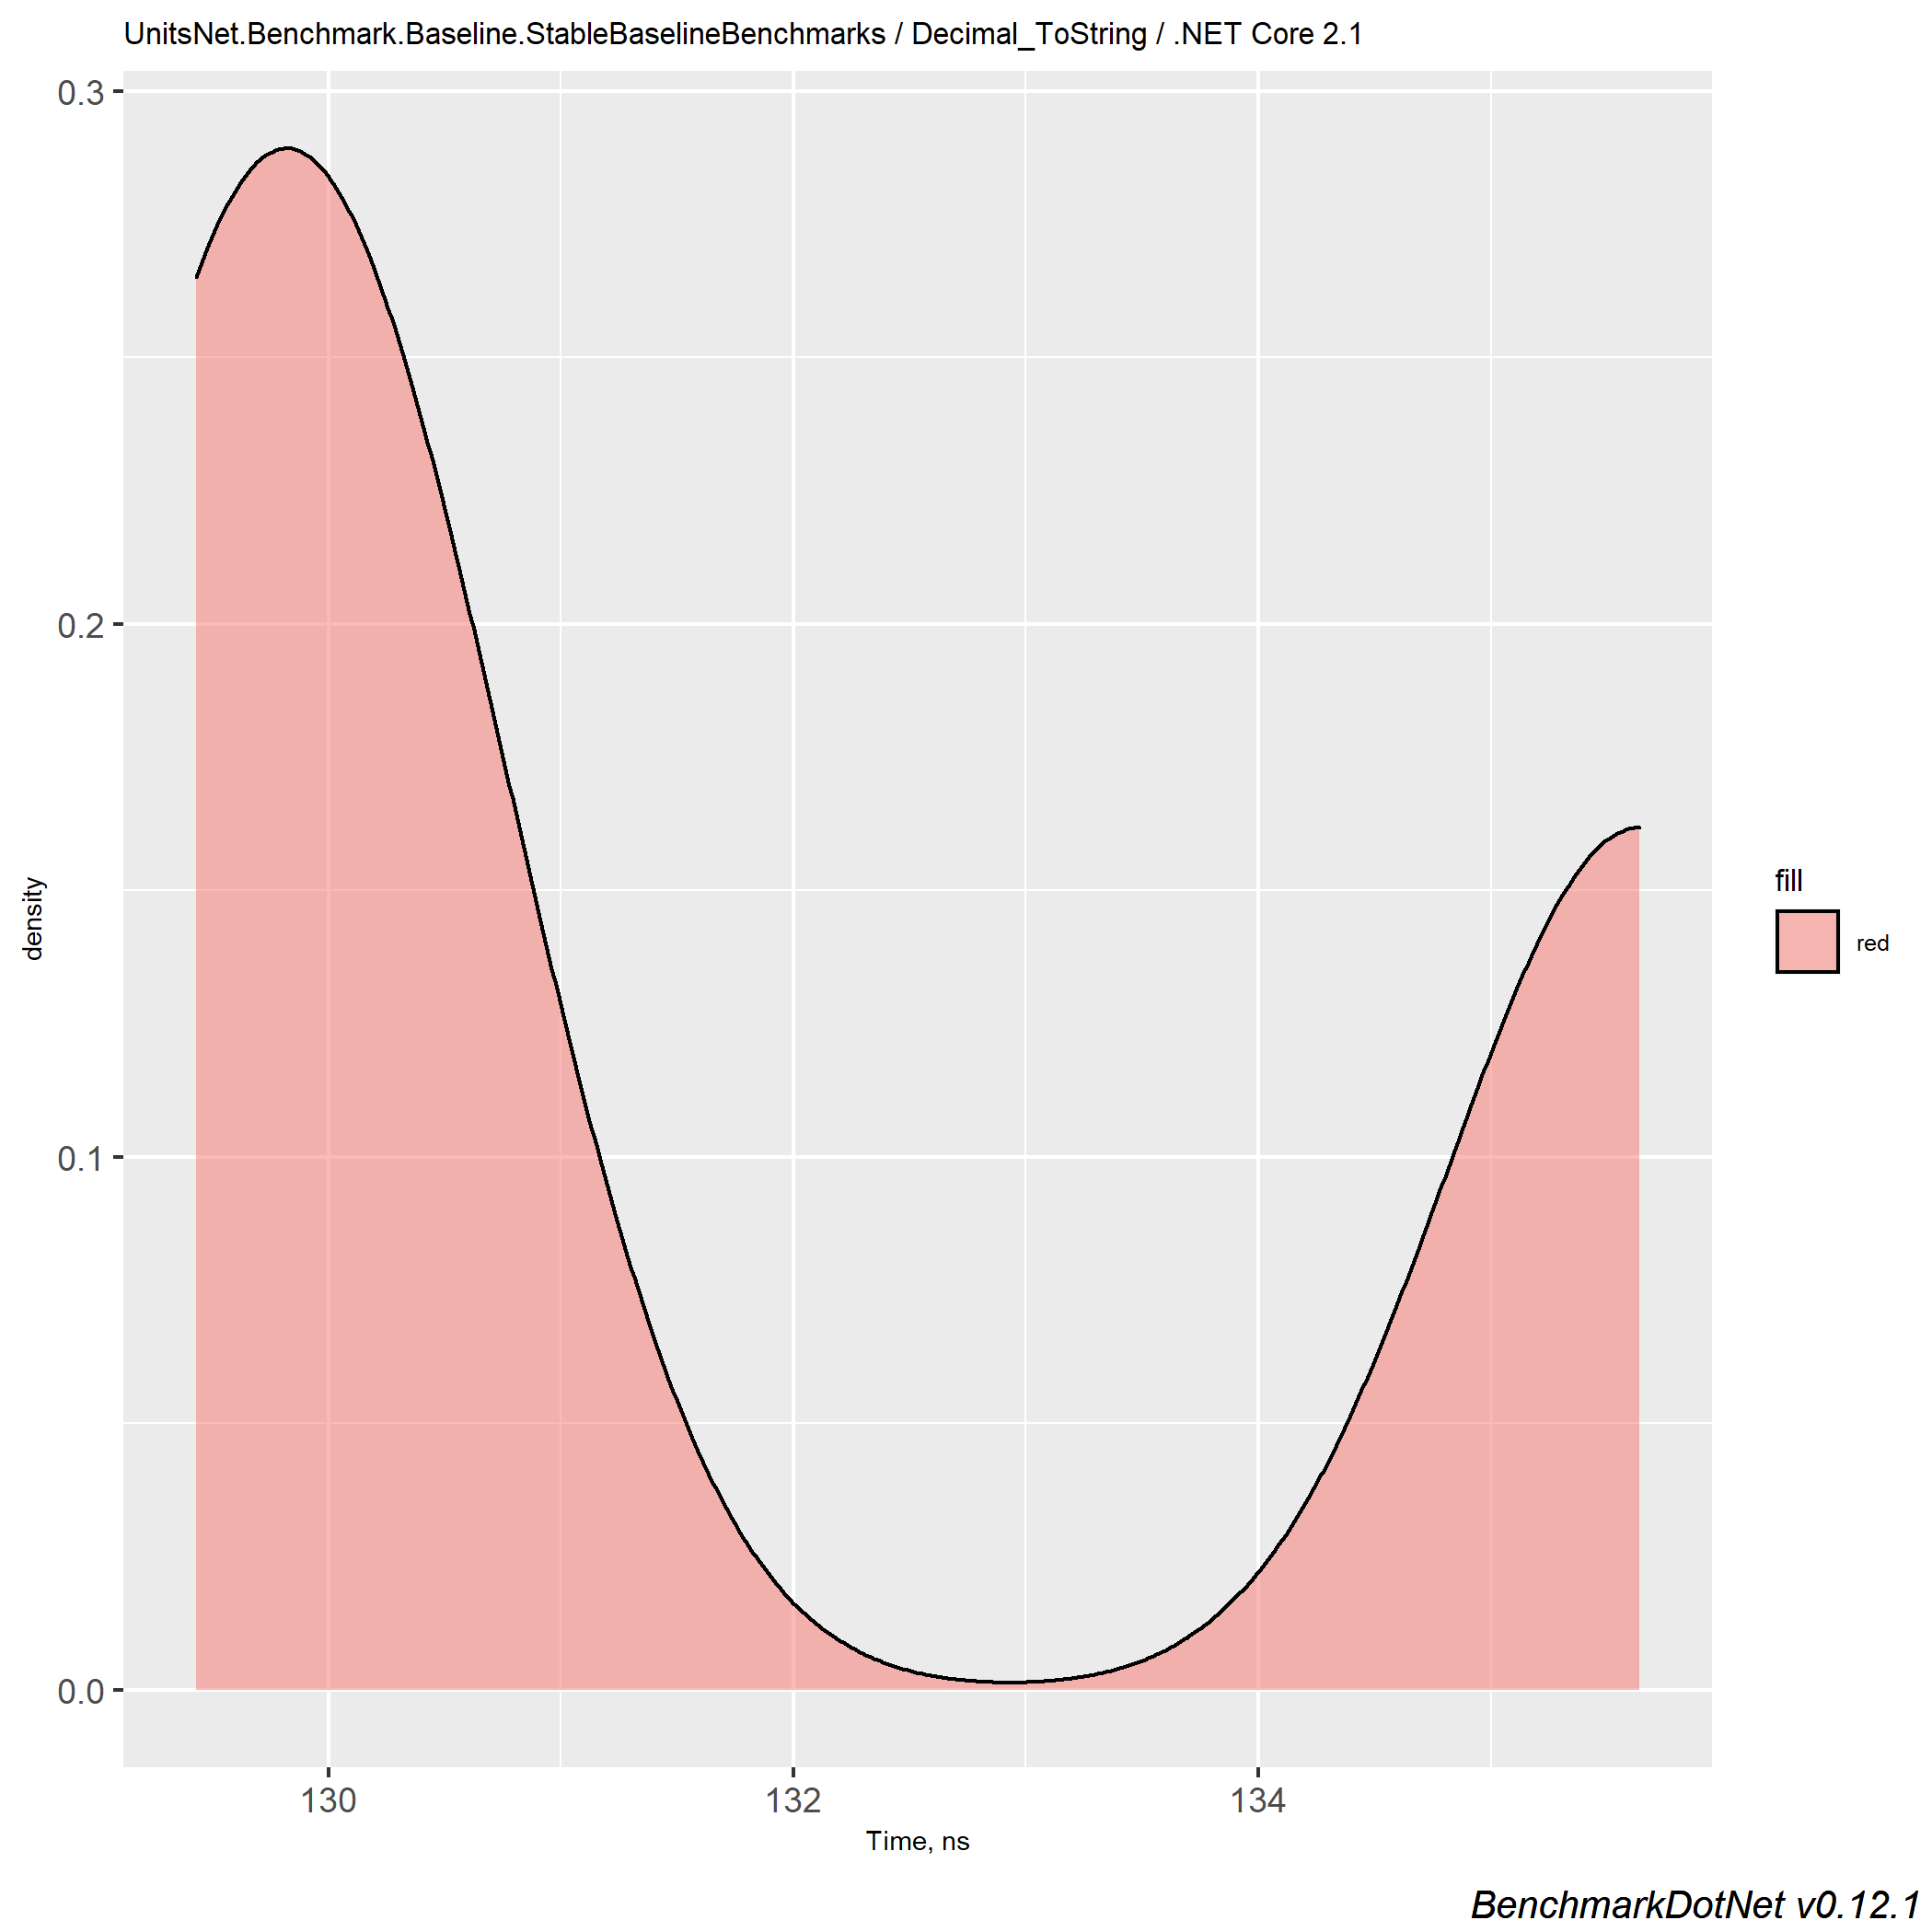 UnitsNet.Benchmark.Baseline.StableBaselineBenchmarks / Decimal_ToString / .NET Core 2.1
0.3
0.2
0.1
0.0
density
130
132
134
Time, ns
fill
red
BenchmarkDotNet v0.12.1